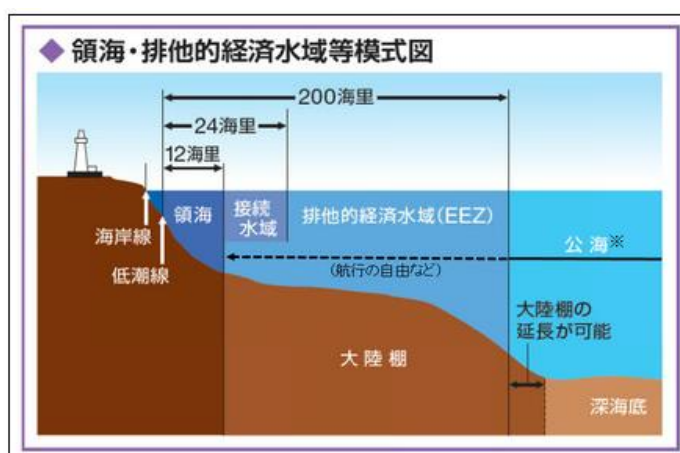 ◆ 領海・排他的経済水域等模式図
200海里
24海里
12海里
領海
接続
水域
排他的経済水域(EEZ)
公海※
海岸線
低潮線
(航行の自由など)
大陸棚の
延長が可能
大陸棚
深海底